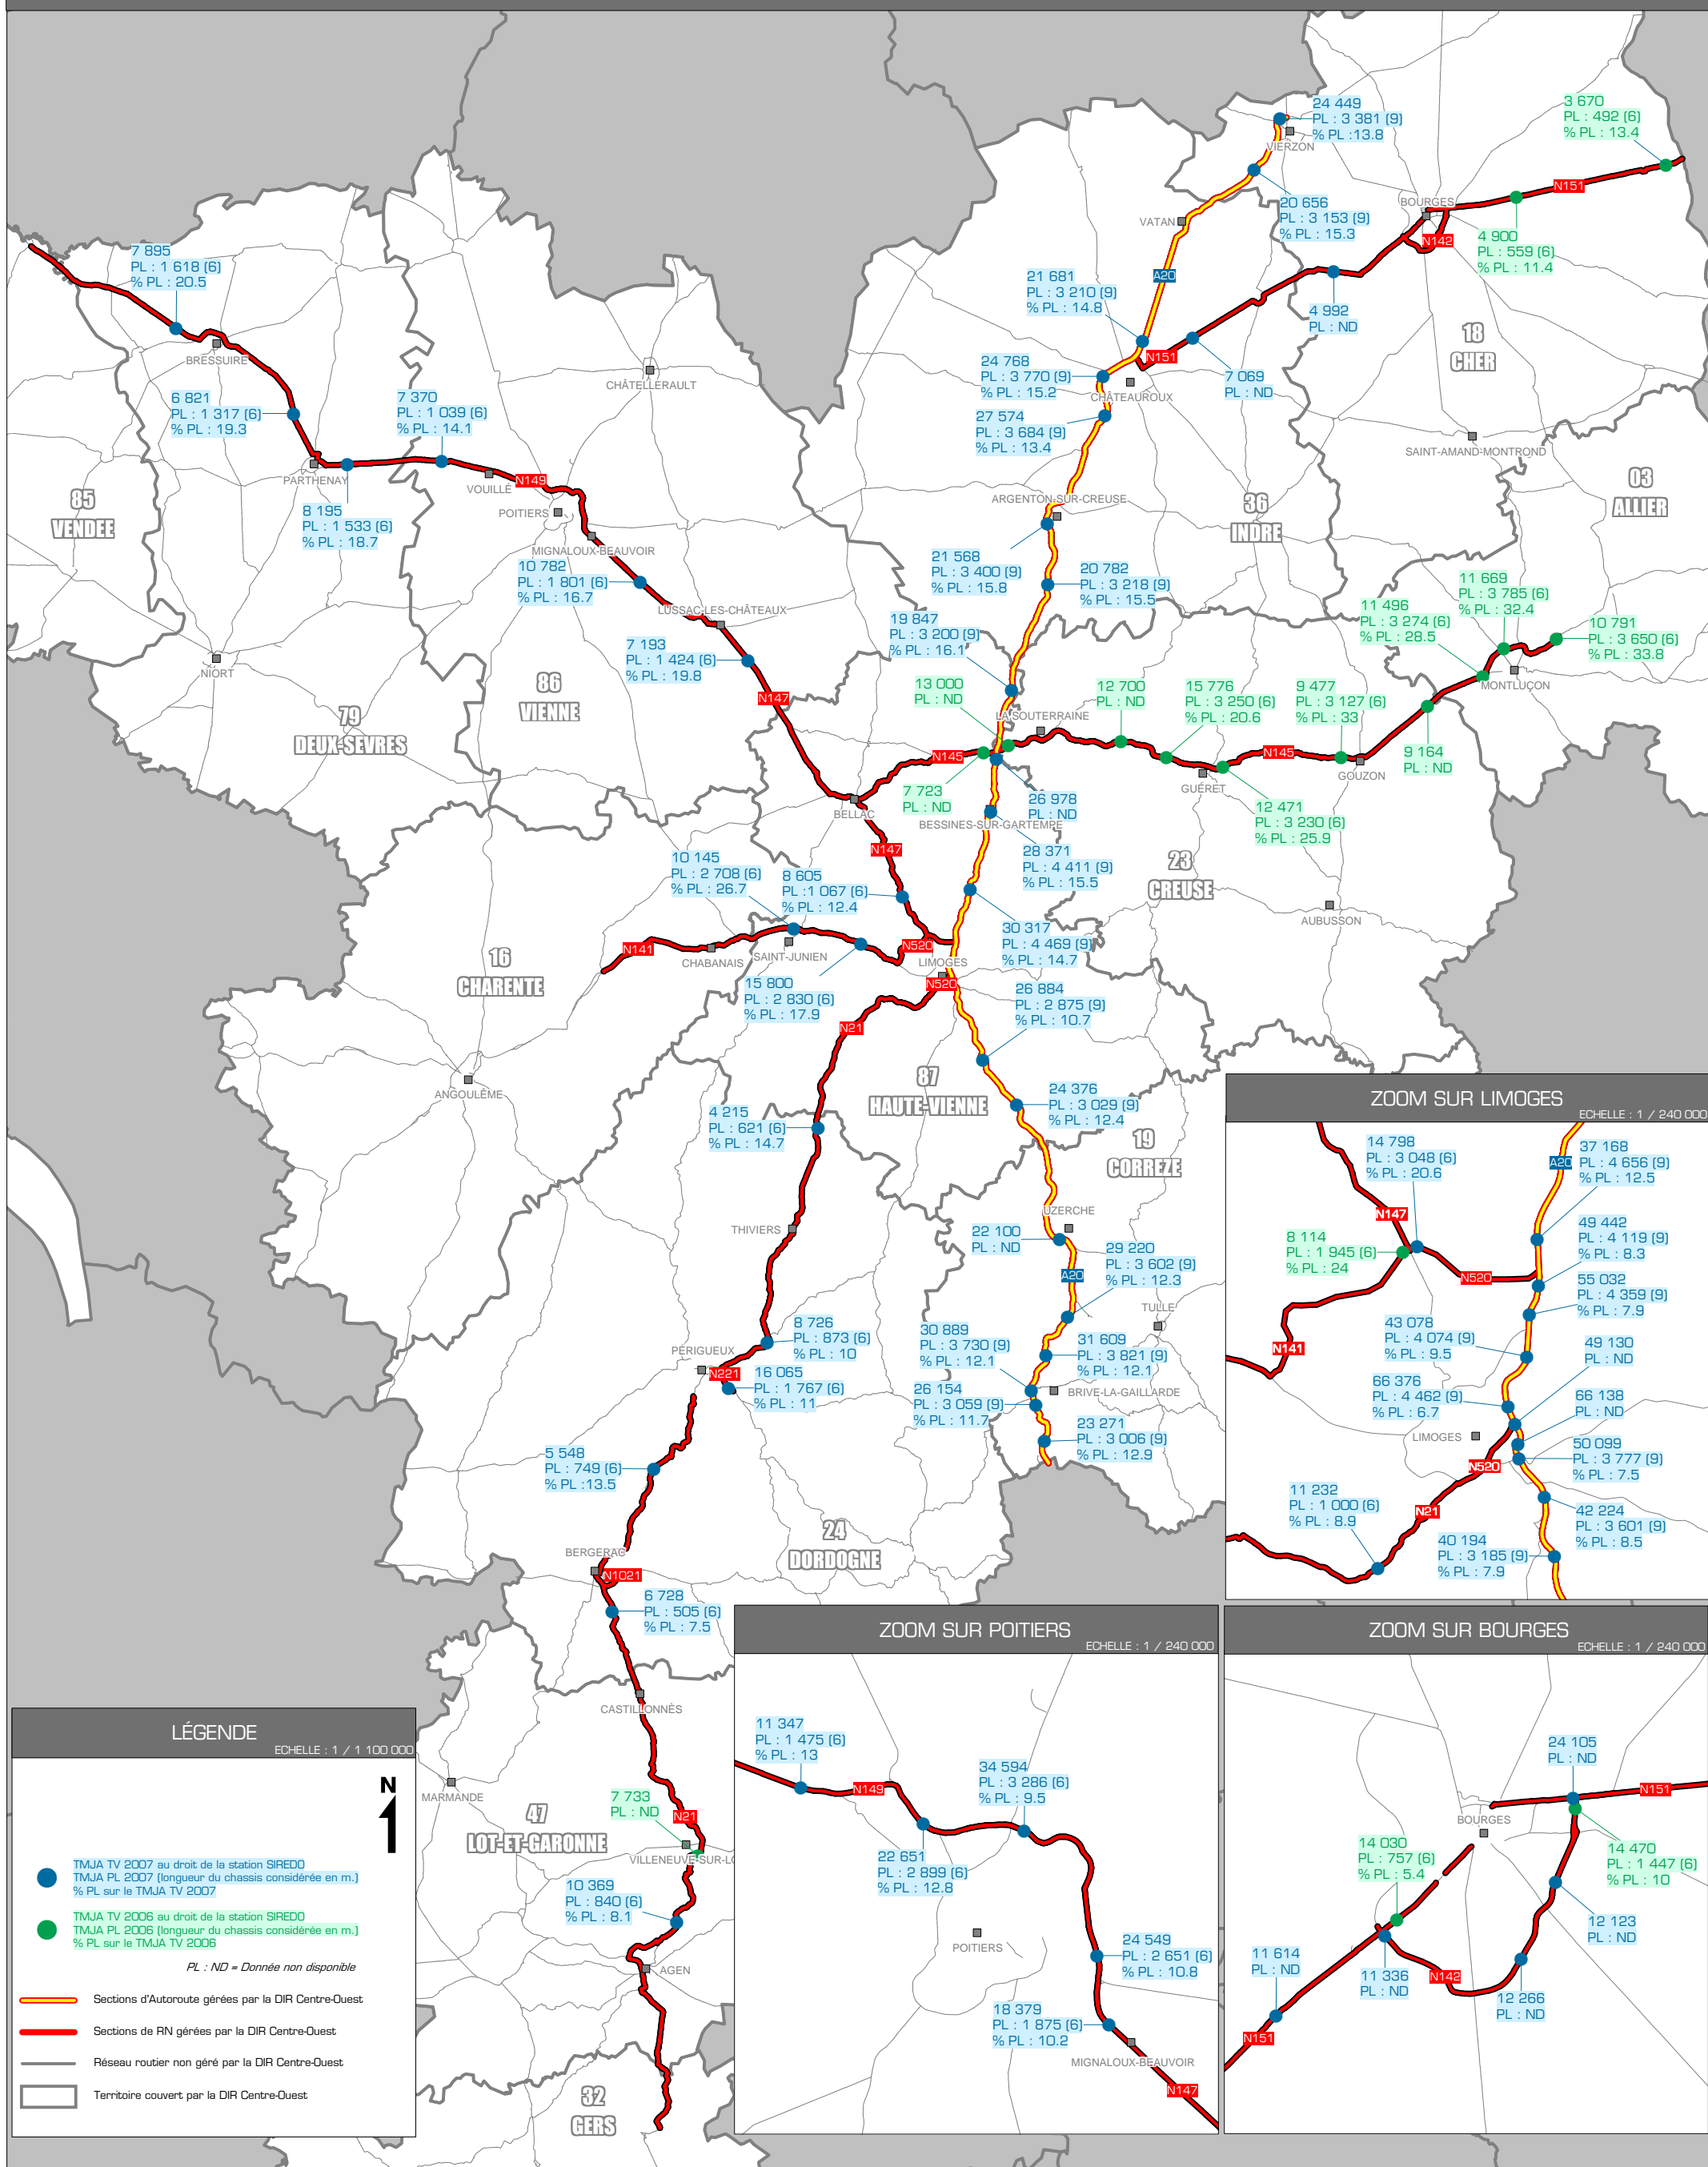 24 449
PL : 3 381 (9)
% PL :13.8
VIERZON
3 670
PL : 492 (6)
% PL : 13.4
N151
20 656
PL : 3 153 (9)
% PL : 15.3
VATAN
BOURGES
N142
4 900
PL : 559 (6)
% PL : 11.4
7 895
PL : 1 618 (6)
% PL : 20.5
BRESSUIRE
21 681
PL : 3 210 (9)
% PL : 14.8
A20
4 992
PL : ND
18
CHER
N151
7 069
PL : ND
24 768
PL : 3 770 (9)
% PL : 15.2
CHÂTEAUROUX
CHÂTELLERAULT
6 821
PL : 1 317 (6)
% PL : 19.3
7 370
PL : 1 039 (6)
% PL : 14.1
27 574
PL : 3 684 (9)
% PL : 13.4
SAINT-AMAND-MONTROND
PARTHENAY
VOUILLÉ
N149
POITIERS
85
VENDEE
8 195
PL : 1 533 (6)
% PL : 18.7
MIGNALOUX-BEAUVOIR
ARGENTON-SUR-CREUSE
36
INDRE
03
ALLIER
10 782
PL : 1 801 (6)
% PL : 16.7
21 568
PL : 3 400 (9)
% PL : 15.8
20 782
PL : 3 218 (9)
% PL : 15.5
LUSSAC-LES-CHÂTEAUX
7 193
PL : 1 424 (6)
% PL : 19.8
19 847
PL : 3 200 (9)
% PL : 16.1
11 669
PL : 3 785 (6)
% PL : 32.4
11 496
PL : 3 274 (6)
% PL : 28.5
10 791
PL : 3 650 (6)
% PL : 33.8
MONTLUÇON
NIORT
79
DEUX-SEVRES
86
VIENNE
N147
13 000
PL : ND
LA SOUTERRAINE
12 700
PL : ND
15 776
PL : 3 250 (6)
% PL : 20.6
9 477
PL : 3 127 (6)
% PL : 33
9 164
PL : ND
N145
N145
GOUZON
GUÉRET
7 723
PL : ND
26 978
PL : ND
12 471
PL : 3 230 (6)
% PL : 25.9
BELLAC
BESSINES-SUR-GARTEMPE
28 371
PL : 4 411 (9)
% PL : 15.5
N147
10 145
PL : 2 708 (6)
% PL : 26.7
8 605
PL :1 067 (6)
% PL : 12.4
23
CREUSE
AUBUSSON
30 317
PL : 4 469 (9)
% PL : 14.7
N141
CHABANAIS
SAINT-JUNIEN
N520
LIMOGES
N520
16
CHARENTE
15 800
PL : 2 830 (6)
% PL : 17.9
26 884
PL : 2 875 (9)
% PL : 10.7
N21
ANGOULÊME
87
HAUTE-VIENNE
4 215
PL : 621 (6)
% PL : 14.7
24 376
PL : 3 029 (9)
% PL : 12.4
19
CORREZE
UZERCHE
THIVIERS
22 100
PL : ND
29 220
PL : 3 602 (9)
% PL : 12.3
A20
TULLE
8 726
PL : 873 (6)
% PL : 10
30 889
PL : 3 730 (9)
% PL : 12.1
31 609
PL : 3 821 (9)
% PL : 12.1
PÉRIGUEUX
N221
16 065
PL : 1 767 (6)
% PL : 11
BRIVE-LA-GAILLARDE
26 154
PL : 3 059 (9)
% PL : 11.7
23 271
PL : 3 006 (9)
% PL : 12.9
5 548
PL : 749 (6)
% PL :13.5
24
DORDOGNE
BERGERAC
N1021
6 728
PL : 505 (6)
% PL : 7.5
CASTILLONNÈS
MARMANDE
47
LOT-ET-GARONNE
7 733
PL : ND
N21
VILLENEUVE-SUR-LO
10 369
PL : 840 (6)
% PL : 8.1
AGEN
32
GERS
ZOOM SUR LIMOGES
ECHELLE : 1 / 240 000
14 798
PL : 3 048 (6)
% PL : 20.6
A20
37 168
PL : 4 656 (9)
% PL : 12.5
N147
8 114
PL : 1 945 (6)
% PL : 24
49 442
PL : 4 119 (9)
% PL : 8.3
N520
55 032
PL : 4 359 (9)
% PL : 7.9
43 078
PL : 4 074 (9)
% PL : 9.5
N141
49 130
PL : ND
66 376
PL : 4 462 (9)
% PL : 6.7
66 138
PL : ND
LIMOGES
N520
50 099
PL : 3 777 (9)
% PL : 7.5
11 232
PL : 1 000 (6)
% PL : 8.9
N21
42 224
PL : 3 601 (9)
% PL : 8.5
40 194
PL : 3 185 (9)
% PL : 7.9
ZOOM SUR POITIERS
ECHELLE : 1 / 240 000
11 347
PL : 1 475 (6)
% PL : 13
N149
34 594
PL : 3 286 (6)
% PL : 9.5
22 651
PL : 2 899 (6)
% PL : 12.8
POITIERS
24 549
PL : 2 651 (6)
% PL : 10.8
18 379
PL : 1 875 (6)
% PL : 10.2
MIGNALOUX-BEAUVOIR
N147
ZOOM SUR BOURGES
ECHELLE : 1 / 240 000
24 105
PL : ND
N151
BOURGES
14 030
PL : 757 (6)
% PL : 5.4
14 470
PL : 1 447 (6)
% PL : 10
12 123
PL : ND
11 614
PL : ND
11 336
PL : ND
N142
12 266
PL : ND
N151
LÉGENDE
ECHELLE : 1 / 1 100 000
N
TMJA TV 2007 au droit de la station SIREDO
TMJA PL 2007 (longueur du chassis considérée en m.)
% PL sur le TMJA TV 2007
TMJA TV 2006 au droit de la station SIREDO
TMJA PL 2006 (longueur du chassis considérée en m.)
% PL sur le TMJA TV 2006
PL : ND = Donnée non disponible
Sections d'Autoroute gérées par la DIR Centre-Ouest
Sections de RN gérées par la DIR Centre-Ouest
Réseau routier non géré par la DIR Centre-Ouest
Territoire couvert par la DIR Centre-Ouest